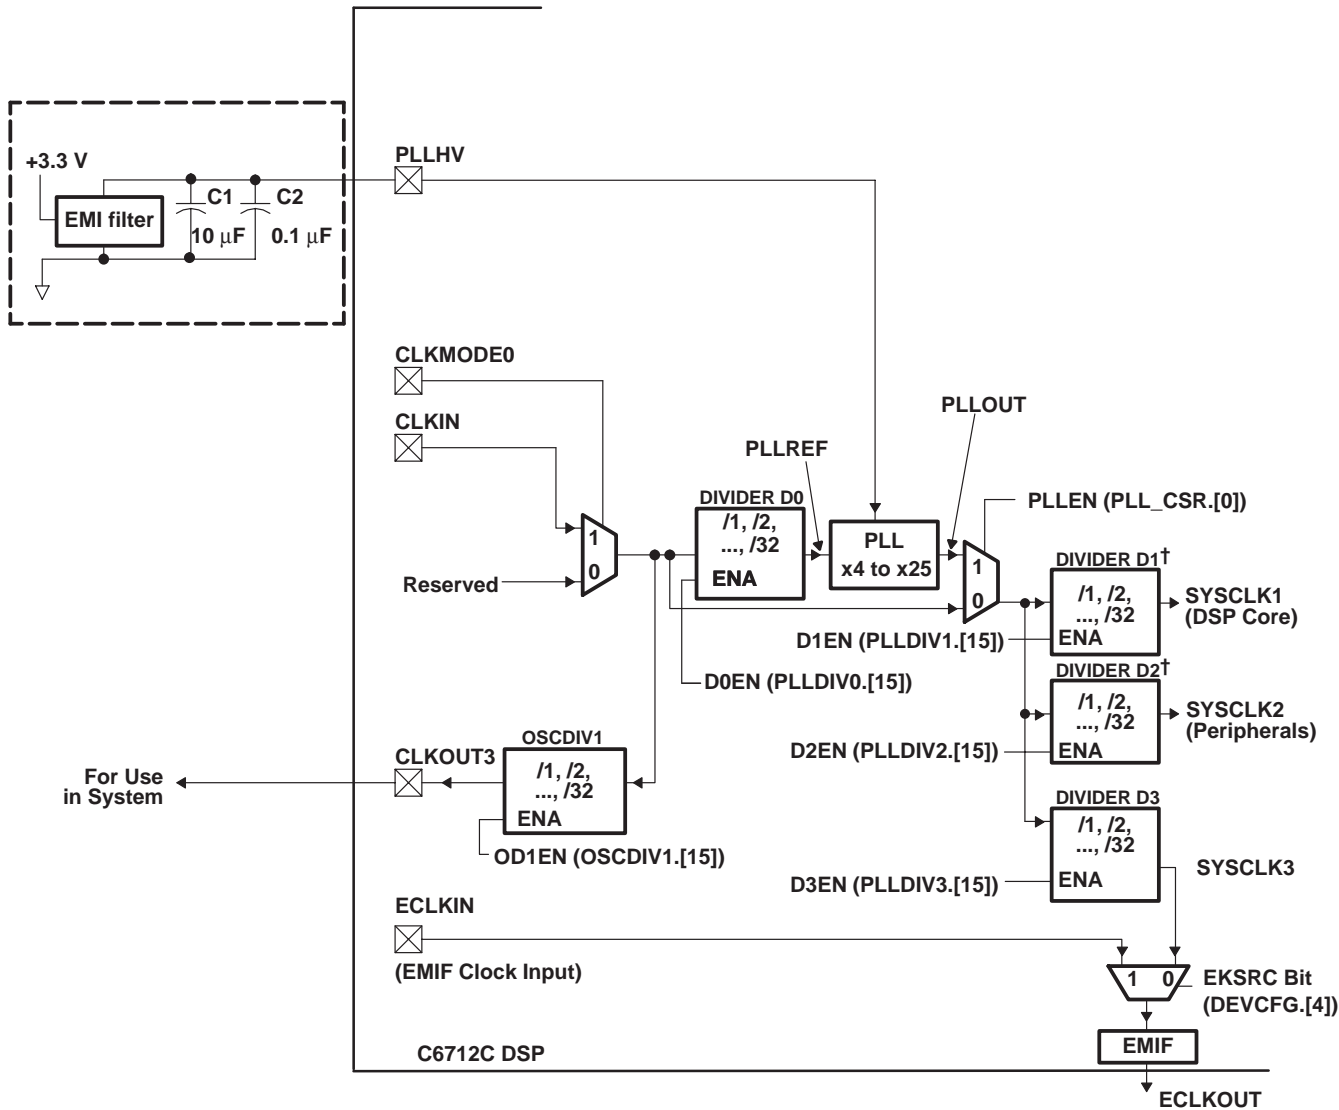 +3.3 V
EMI filter
C1
C2
10 µF
0.1 µF
PLLHV
CLKMODE0
CLKIN
Reserved
1
0
DIVIDER D0
/1, /2,
..., /32
ENA
D0EN (PLLDIV0.[15])
PLLREF
PLL
x4 to x25
PLLOUT
PLLEN (PLL_CSR.[0])
1
0
DIVIDER D1†
/1, /2,
..., /32
ENA
SYSCLK1
(DSP Core)
D1EN (PLLDIV1.[15])
DIVIDER D2†
/1, /2,
..., /32
ENA
SYSCLK2
(Peripherals)
D2EN (PLLDIV2.[15])
DIVIDER D3
/1, /2,
..., /32
ENA
SYSCLK3
D3EN (PLLDIV3.[15])
For Use
in System
CLKOUT3
OSCDIV1
/1, /2,
..., /32
ENA
OD1EN (OSCDIV1.[15])
ECLKIN
(EMIF Clock Input)
1 0
EKSRC Bit
(DEVCFG.[4])
EMIF
C6712C DSP
ECLKOUT